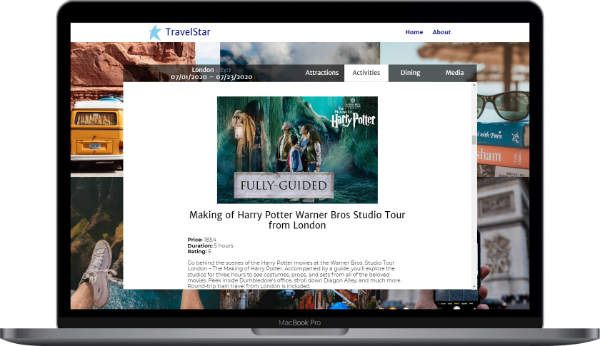 TravelStar
Home About
London
07/01/2020 – 07/23/2020
Attractions Activities Dining Media
Harry Potter
FULLY-GUIDED
Making of Harry Potter Warner Bros Studio Tour
from London
Price: 183.4
Duration: 5 hours
Rating: 5
Go behind the scenes of the Harry Potter movies at the Warner Bros. Studio Tour
London – The Making of Harry Potter. Accompanied by a guide, you'll explore the
studios for three hours to see costumes, props, and sets from all of the beloved
movies. Peek inside Dumbledore's office, stroll down Diagon Alley, and much more.
Round-trip train travel from London is included.
with Foxes
sham
MacBook Pro